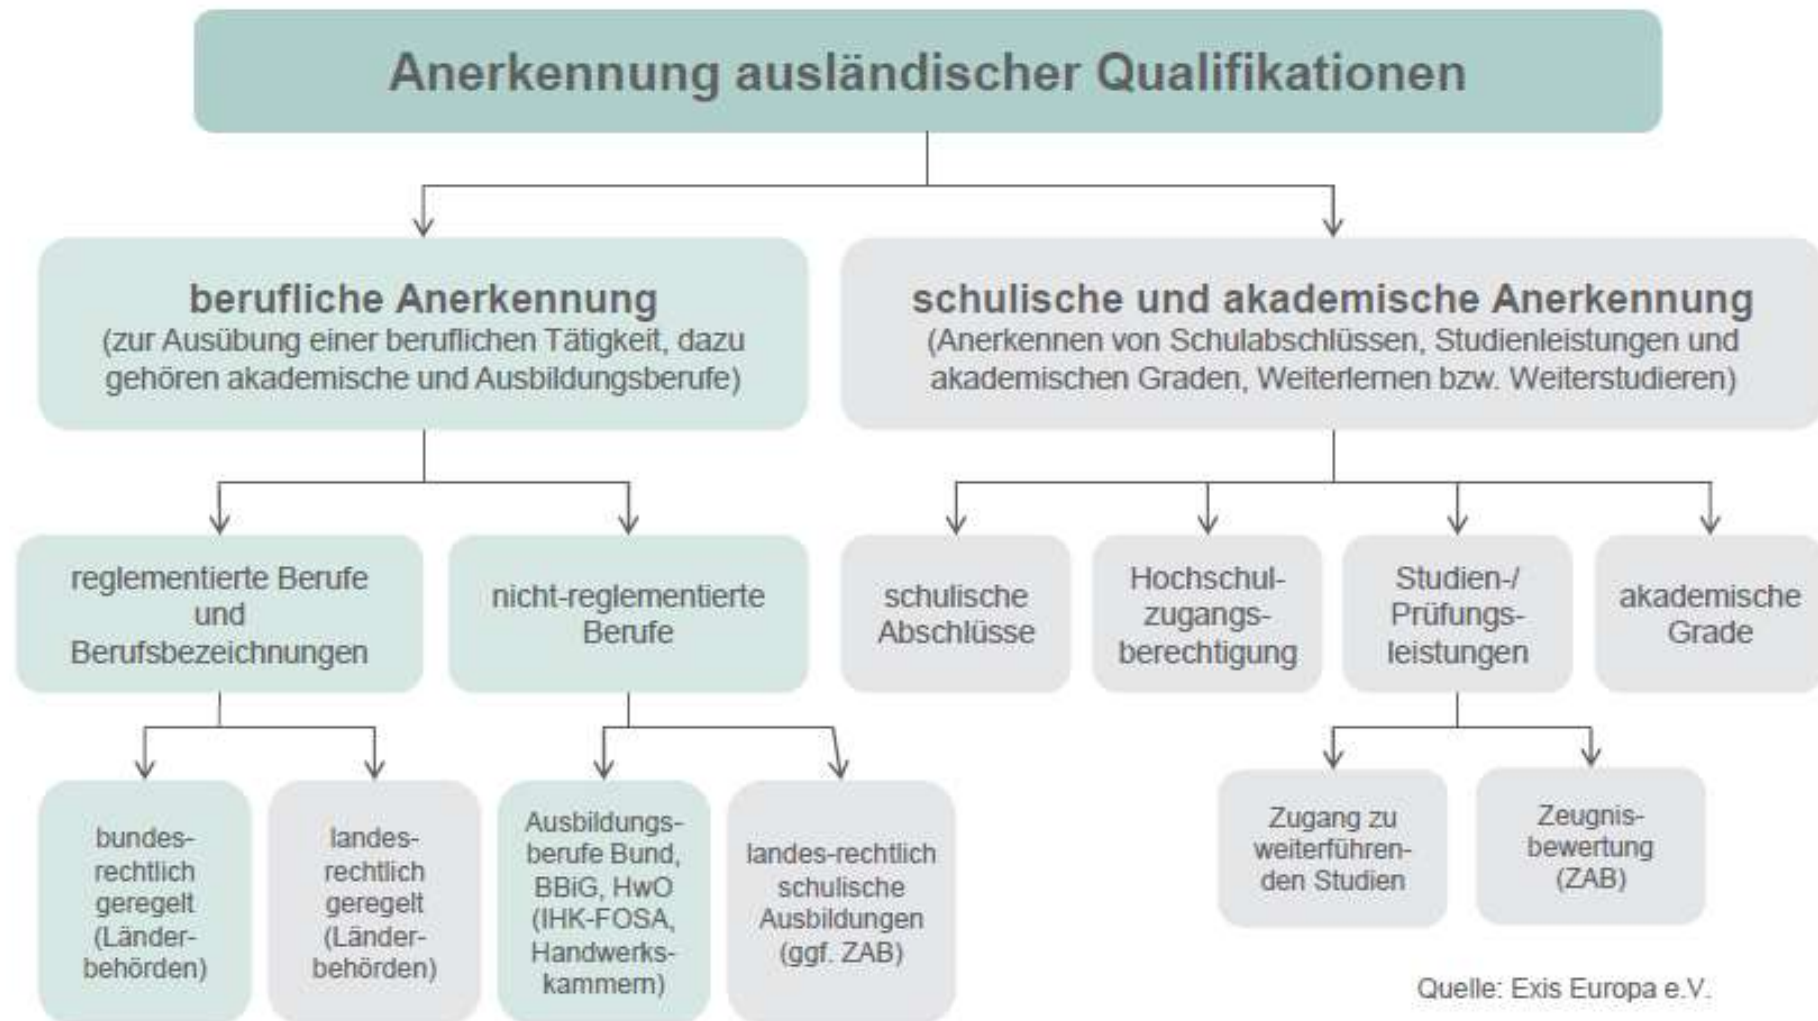 Anerkennung ausländischer Qualifikationen
berufliche Anerkennung
(zur Ausübung einer beruflichen Tätigkeit, dazu
gehören akademische und Ausbildungsberufe)
schulische und akademische Anerkennung
(Anerkennen von Schulabschlüssen, Studienleistungen und
akademischen Graden, Weiterlernen bzw. Weiterstudieren)
reglementierte Berufe
und
Berufsbezeichnungen
nicht-reglementierte
Berufe
schulische
Abschlüsse
Hochschul-
zugangs-
berechtigung
Studien-/
Prüfungs-
leistungen
akademische
Grade
bundes-
rechtlich
geregelt
(Länder-
behörden)
landes-
rechtlich
geregelt
(Länder-
behörden)
Ausbildungs-
berufe Bund,
BBiG, HwO
(IHK-FOSA,
Handwerks-
kammern)
landes-rechtlich
schulische
Ausbildungen
(ggf. ZAB)
Zugang zu
weiterführen-
den Studien
Zeugnis-
bewertung
(ZAB)
Quelle: Exis Europa e.V.